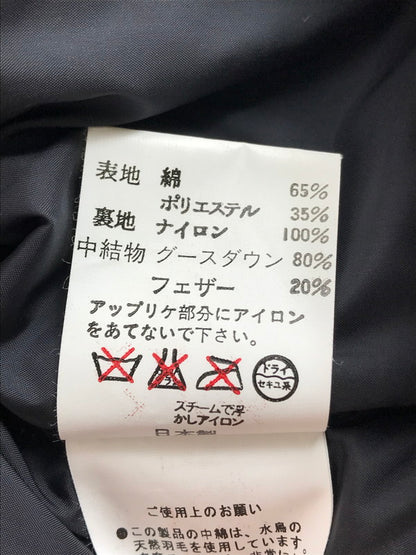 表地 綿 65%
ポリエステル 35%
裏地 ナイロン 100%
中結物 グースダウン 80%
フェザー 20%
アップリケ部分にアイロン
をあてないで下さい。
ドライ
セキユ系
スチームで浮
かしアイロン
日本製
ご使用上のお願い
●この製品の中綿は、水鳥の
天然羽毛を使用しています